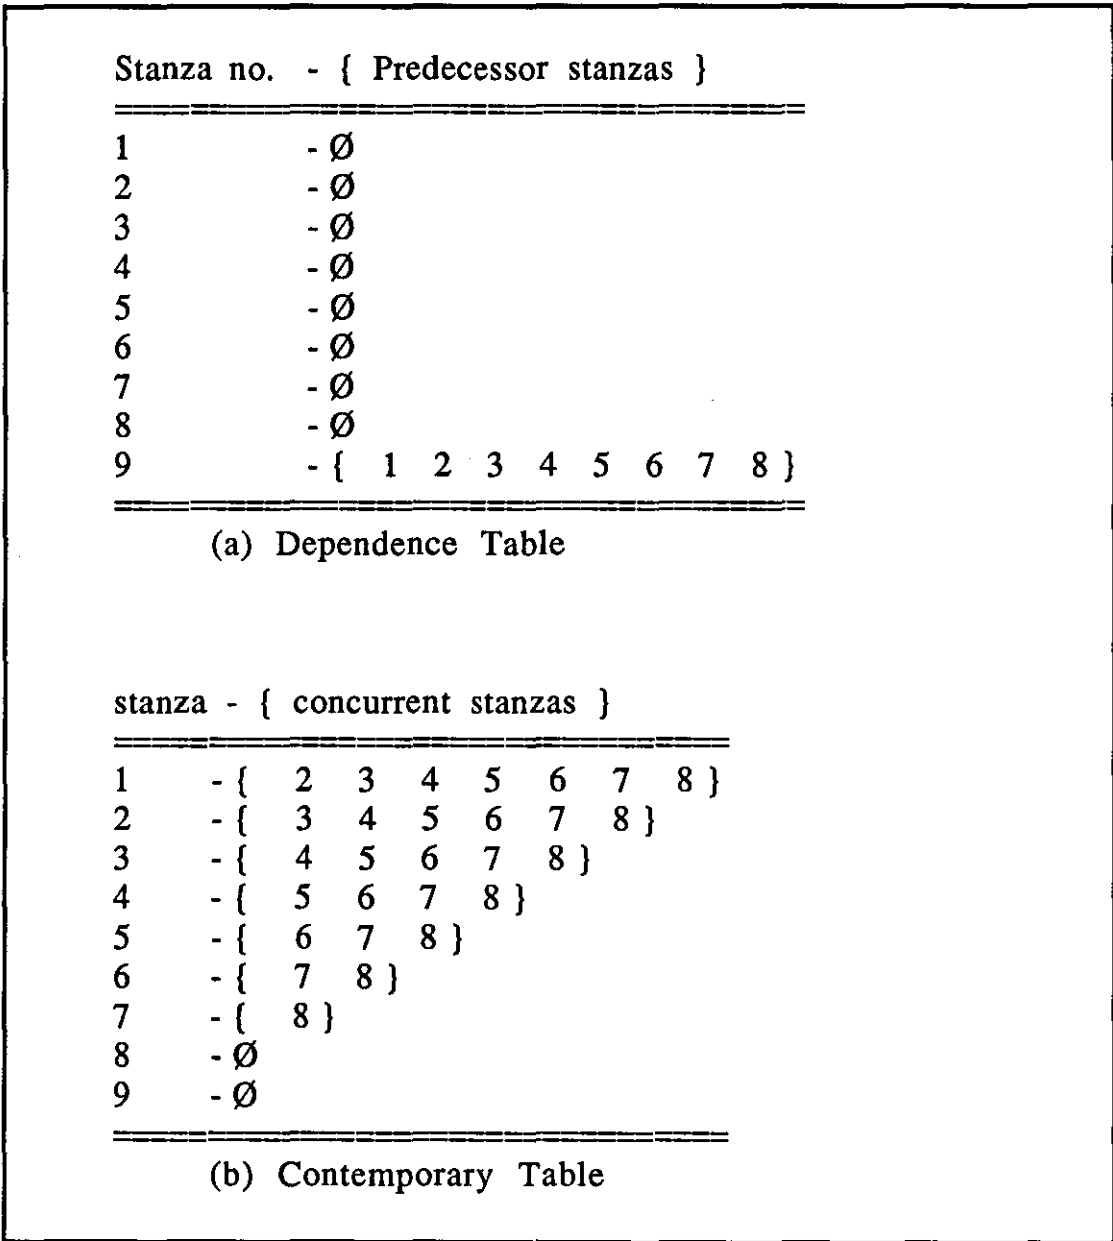 Stanza no. - { Predecessor stanzas }
1 - Ø
2 - Ø
3 - Ø
4 - Ø
5 - Ø
6 - Ø
7 - Ø
8 - Ø
9 - { 1 2 3 4 5 6 7 8 }
(a) Dependence Table
stanza - { concurrent stanzas }
1 - { 2 3 4 5 6 7 8 }
2 - { 3 4 5 6 7 8 }
3 - { 4 5 6 7 8 }
4 - { 5 6 7 8 }
5 - { 6 7 8 }
6 - { 7 8 }
7 - { 8 }
8 - Ø
9 - Ø
(b) Contemporary Table